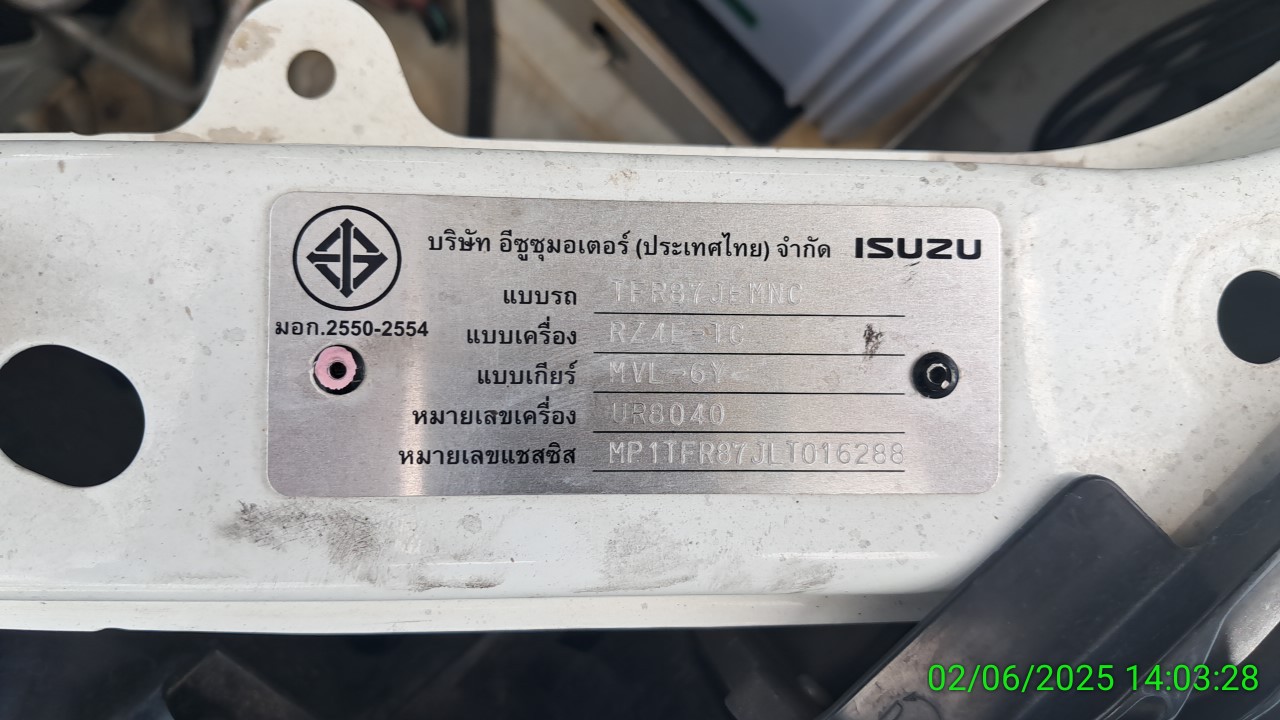 บริษัท อีซูซุมอเตอร์ (ประเทศไทย) จำกัด ISUZU
มอก.2550-2554
แบบรถ TFR87JEMNC
แบบเครื่อง RZ4E-TC
แบบเกียร์ MVL-6Y
หมายเลขเครื่อง UR8040
หมายเลขแชสซิส MP1TFR87JLT016288
02/06/2025 14:03:28